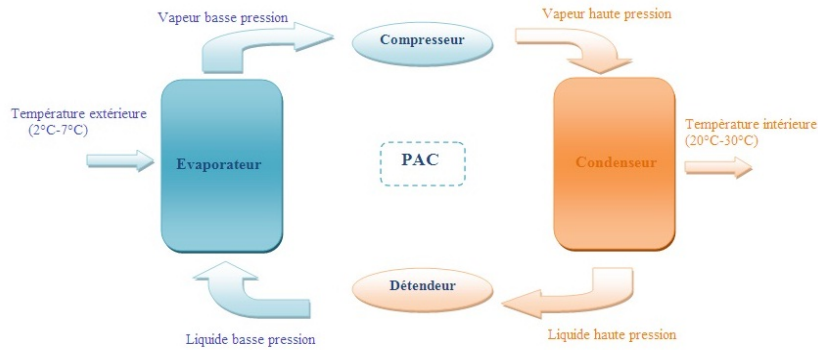 Vapeur basse pression
Vapeur haute pression
Compresseur
Température extérieure
(2°C-7°C)
Température intérieure
(20°C-30°C)
Evaporateur
PAC
Condenseur
Détendeur
Liquide basse pression
Liquide haute pression